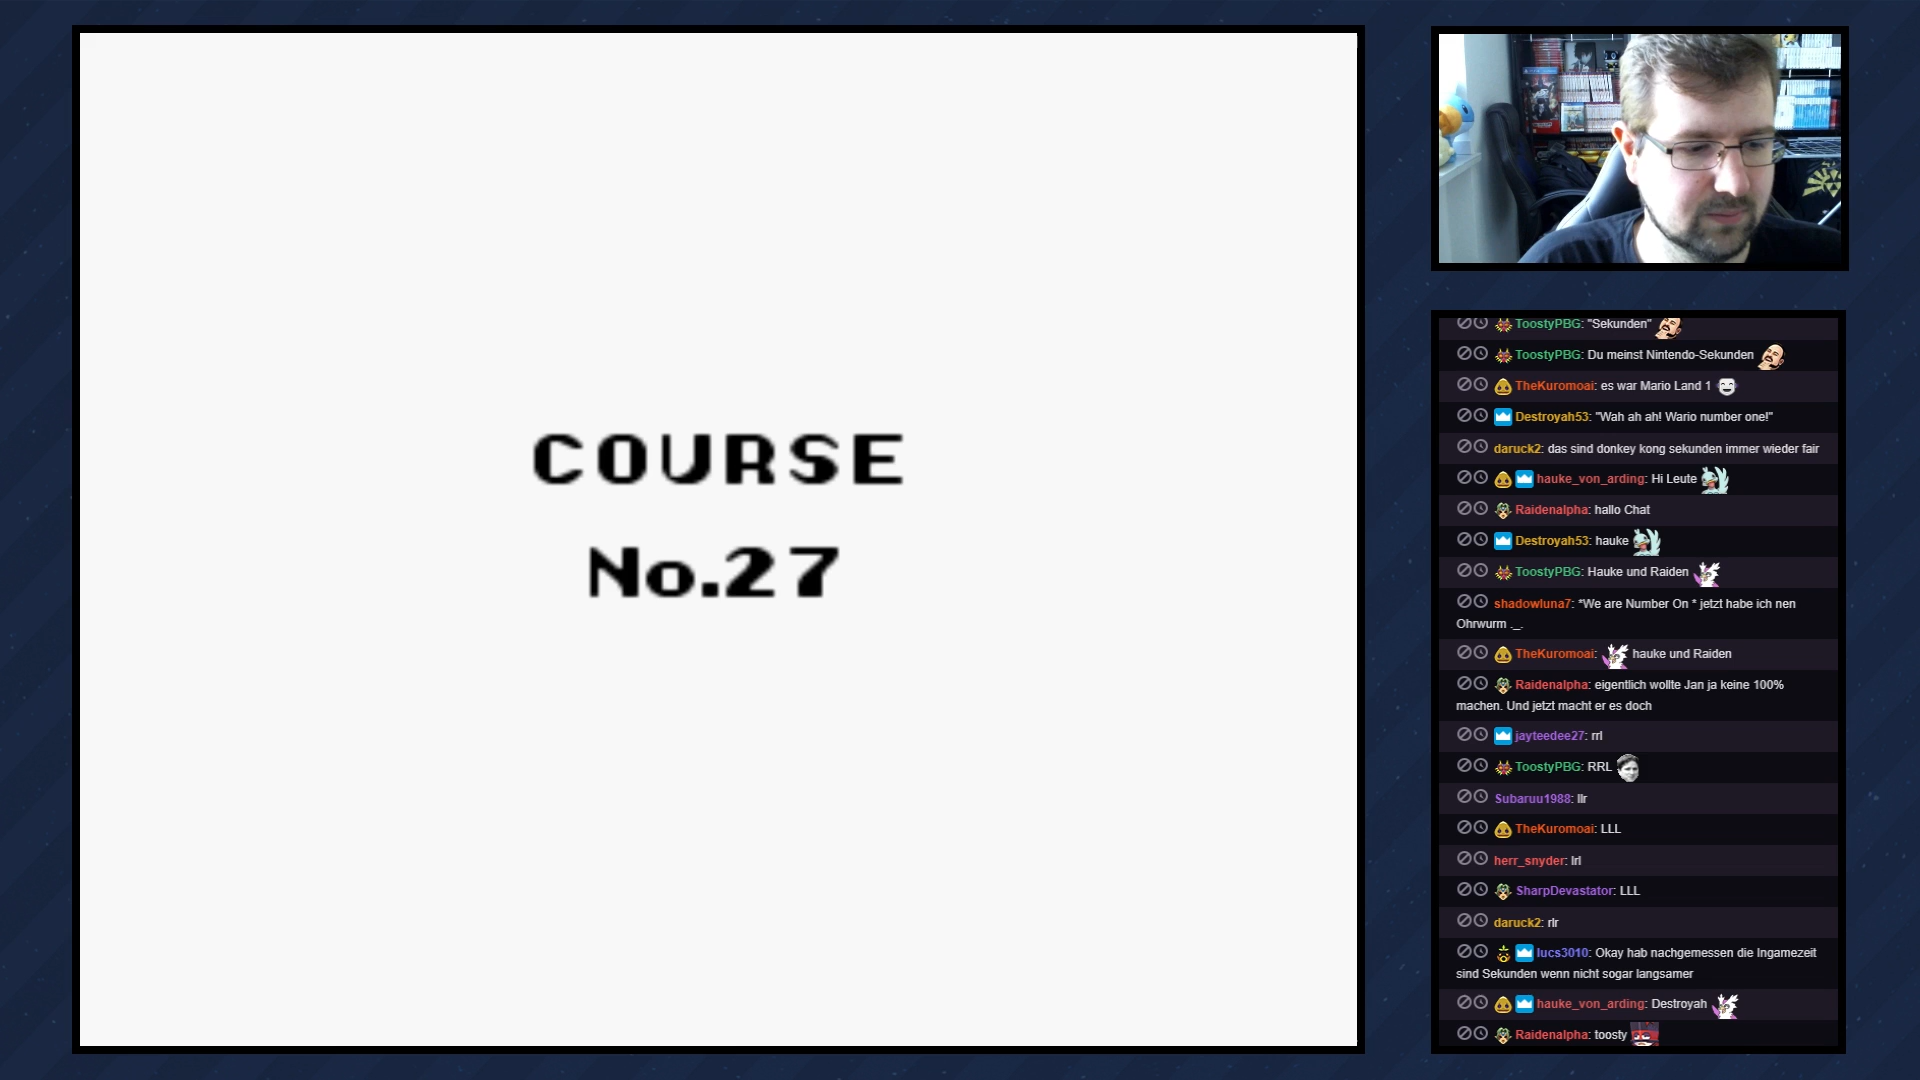 COURSE
No.27
ToostyPBG: "Sekunden"
ToostyPBG: Du meinst Nintendo-Sekunden
TheKuromoai: es war Mario Land 1
Destroyah53: "Wah ah ah! Wario number one!"
daruck2: das sind donkey kong sekunden immer wieder fair
hauke_von_arding: Hi Leute
Raidenalpha: hallo Chat
Destroyah53: hauke
ToostyPBG: Hauke und Raiden
shadowluna7: *We are Number On * jetzt habe ich nen
Ohrwurm ._.
TheKuromoai: hauke und Raiden
Raidenalpha: eigentlich wollte Jan ja keine 100%
machen. Und jetzt macht er es doch
jayteedee27: rrl
ToostyPBG: RRL
Subaruu1988: llr
TheKuromoai: LLL
herr_snyder: lrl
SharpDevastator: LLL
daruck2: rlr
lucs3010: Okay hab nachgemessen die Ingamezeit
sind Sekunden wenn nicht sogar langsamer
hauke_von_arding: Destroyah
Raidenalpha: toosty